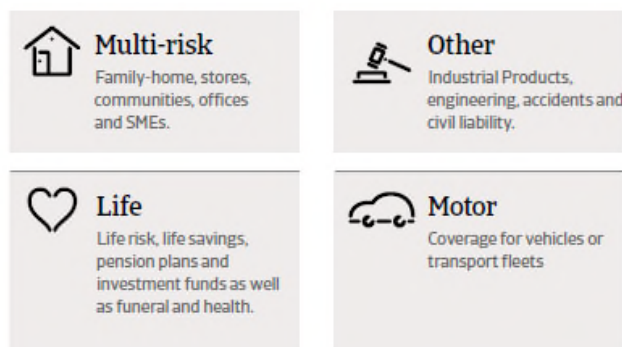 Multi-risk
Family-home, stores,
communities, offices
and SMEs.
Other
Industrial Products,
engineering, accidents and
civil liability.
Life
Life risk, life savings,
pension plans and
investment funds as well
as funeral and health.
Motor
Coverage for vehicles or
transport fleets